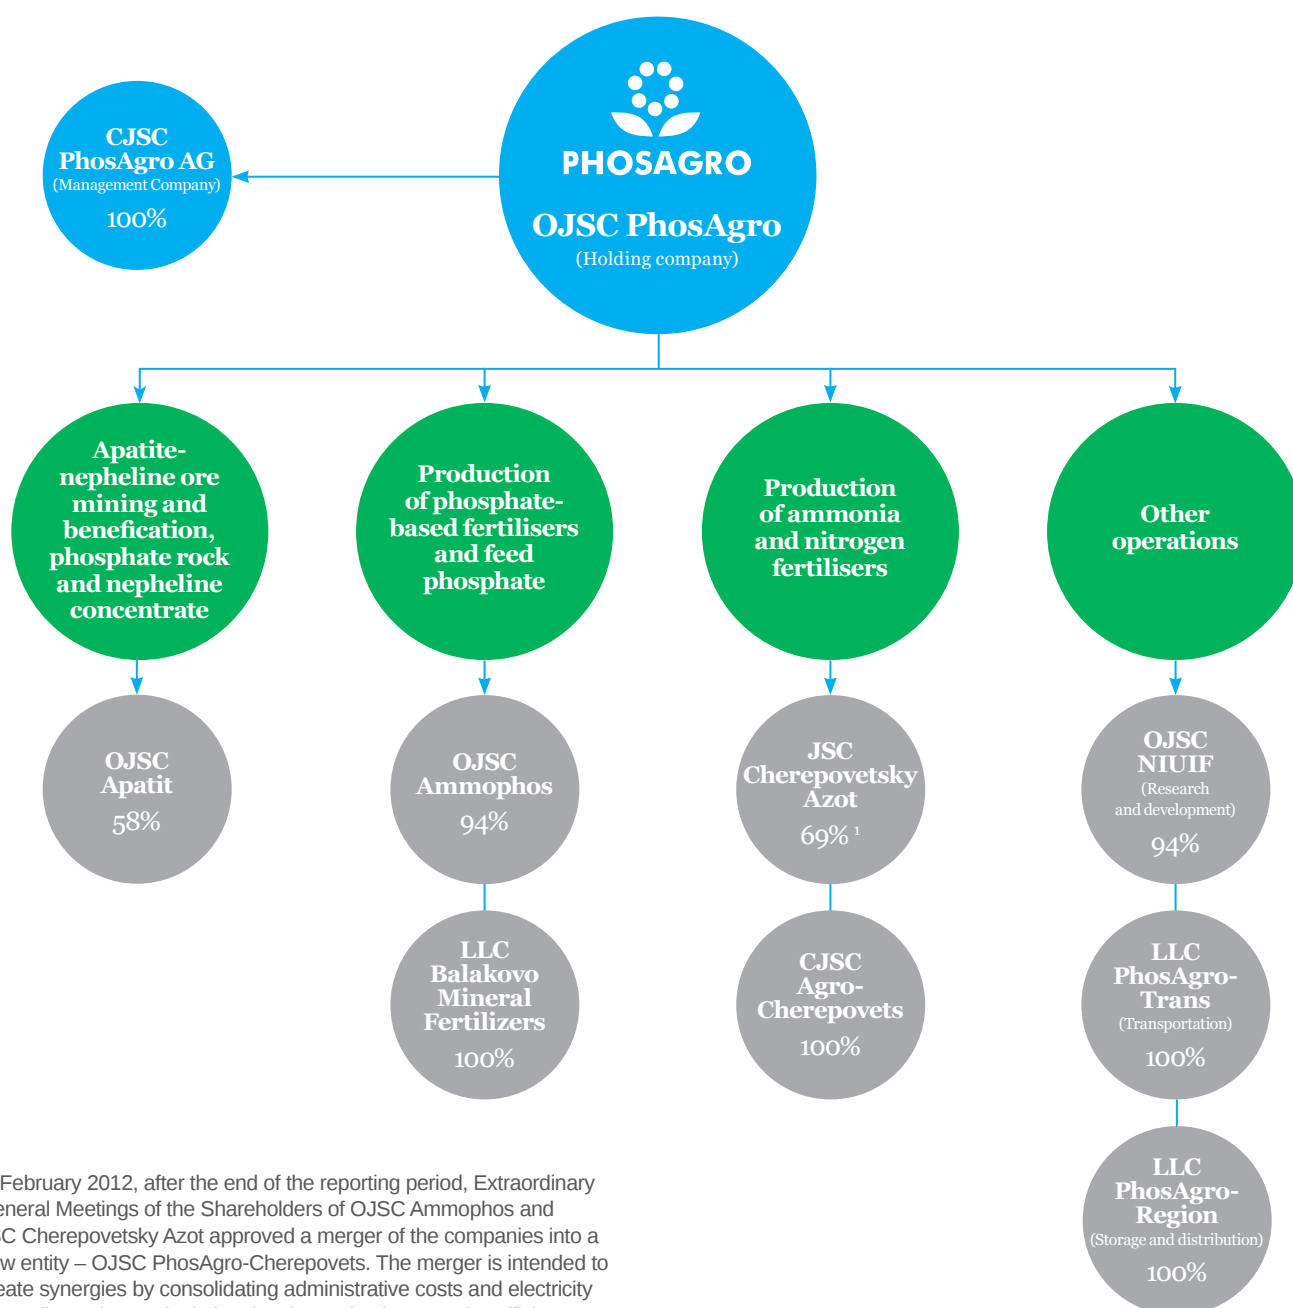 PHOSAGRO
OJSC PhosAgro
(Holding company)
CJSC
PhosAgro AG
(Management Company)
100%
Apatite-
nepheline ore
mining and
benefication,
phosphate rock
and nepheline
concentrate
Production
of phosphate-
based fertilisers
and feed
phosphate
Production
of ammonia
and nitrogen
fertilisers
Other
operations
OJSC
Apatit
58%
OJSC
Ammophos
94%
JSC
Cherepovetsky
Azot
69% ¹
OJSC
NIUIF
(Research
and development)
94%
LLC
Balakovo
Mineral
Fertilizers
100%
CJSC
Agro-
Cherepovets
100%
LLC
PhosAgro-
Trans
(Transportation)
100%
LLC
PhosAgro-
Region
(Storage and distribution)
100%
February 2012, after the end of the reporting period, Extraordinary
eneral Meetings of the Shareholders of OJSC Ammophos and
SC Cherepovetsky Azot approved a merger of the companies into a
w entity – OJSC PhosAgro-Cherepovets. The merger is intended to
eate synergies by consolidating administrative costs and electricity